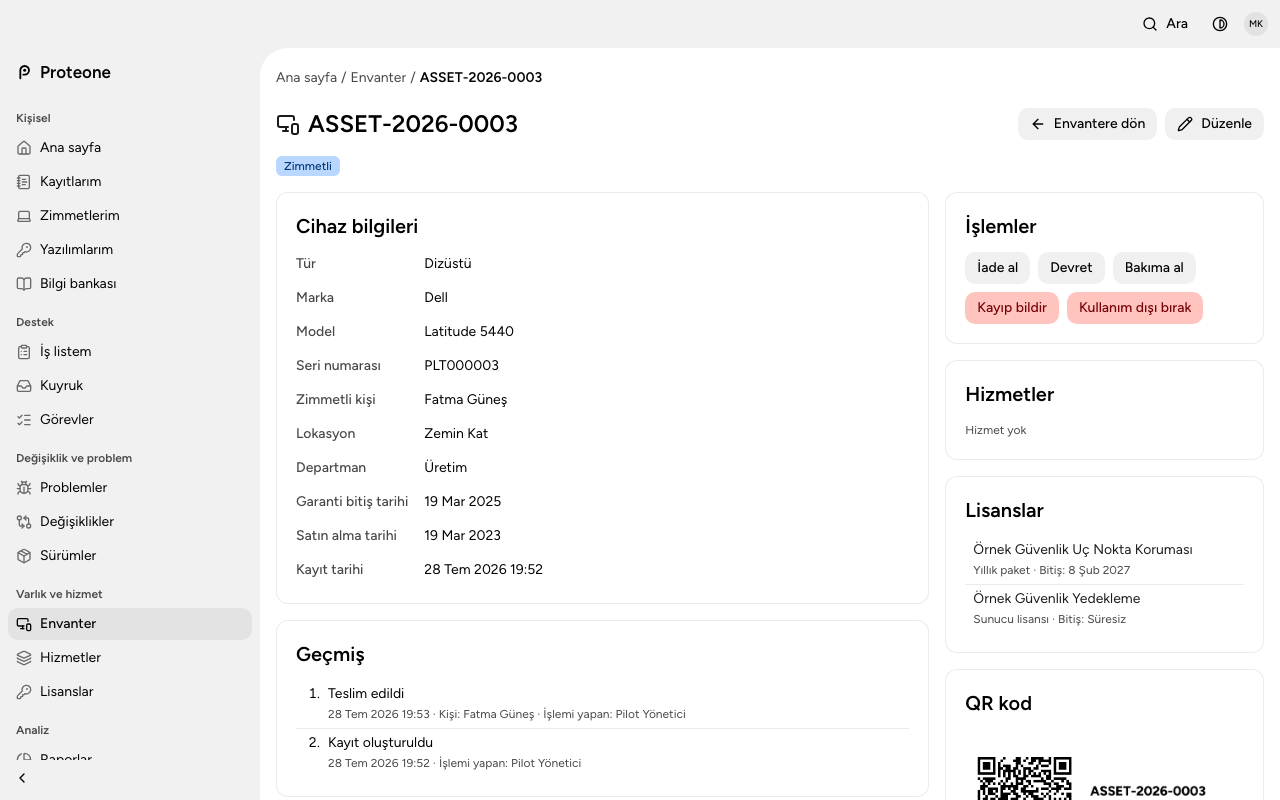 Ara
MK
Proteone
Kişisel
Ana sayfa
Kayıtlarım
Zimmetlerim
Yazılımlarım
Bilgi bankası
Destek
İş listem
Kuyruk
Görevler
Değişiklik ve problem
Problemler
Değişiklikler
Sürümler
Varlık ve hizmet
Envanter
Hizmetler
Lisanslar
Analiz
Raporlar
Ana sayfa / Envanter / ASSET-2026-0003
ASSET-2026-0003
Envantere dön
Düzenle
Zimmetli
Cihaz bilgileri
Tür Dizüstü
Marka Dell
Model Latitude 5440
Seri numarası PLT000003
Zimmetli kişi Fatma Güneş
Lokasyon Zemin Kat
Departman Üretim
Garanti bitiş tarihi 19 Mar 2025
Satın alma tarihi 19 Mar 2023
Kayıt tarihi 28 Tem 2026 19:52
Geçmiş
1. Teslim edildi
28 Tem 2026 19:53 · Kişi: Fatma Güneş · İşlemi yapan: Pilot Yönetici
2. Kayıt oluşturuldu
28 Tem 2026 19:52 · İşlemi yapan: Pilot Yönetici
İşlemler
İade al
Devret
Bakıma al
Kayıp bildir
Kullanım dışı bırak
Hizmetler
Hizmet yok
Lisanslar
Örnek Güvenlik Uç Nokta Koruması
Yıllık paket · Bitiş: 8 Şub 2027
Örnek Güvenlik Yedekleme
Sunucu lisansı · Bitiş: Süresiz
QR kod
ASSET-2026-0003